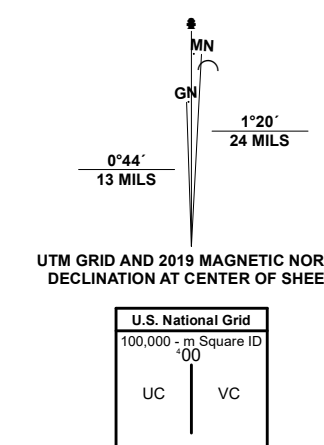 MN
GN
1°20´
24 MILS
0°44´
13 MILS
UTM GRID AND 2019 MAGNETIC NOR
DECLINATION AT CENTER OF SHEE
U.S. National Grid
100,000 - m Square ID
⁴00
UC VC